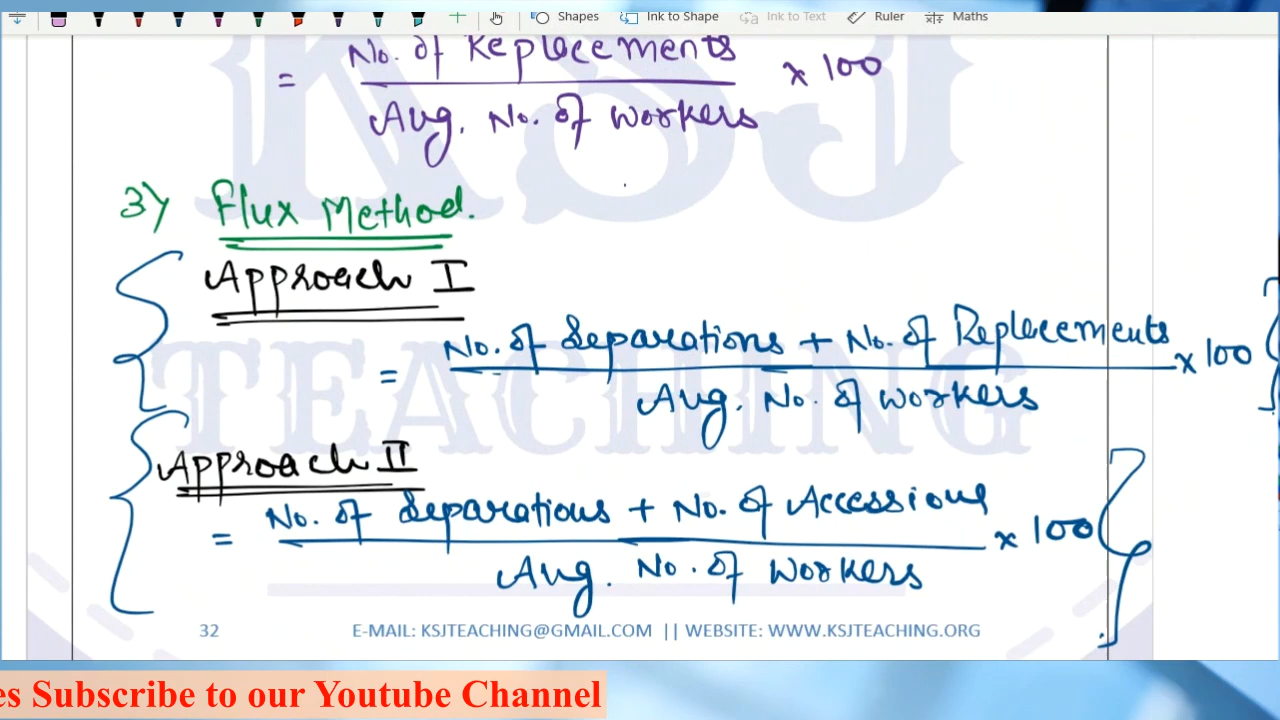 Shapes Ink to Shape Ink to Text Ruler Maths
No. of Replacements
= × 100
Avg. No. of workers
3) Flux Method.
Approach I
No. of Separations + No. of Replacements
= × 100
Avg. No. of workers
Approach II
No. of Separations + No. of Accessions
= × 100
Avg. No. of workers
KSJ
TEACHING
32 E-MAIL: KSJTEACHING@GMAIL.COM || WEBSITE: WWW.KSJTEACHING.ORG
es Subscribe to our Youtube Channel